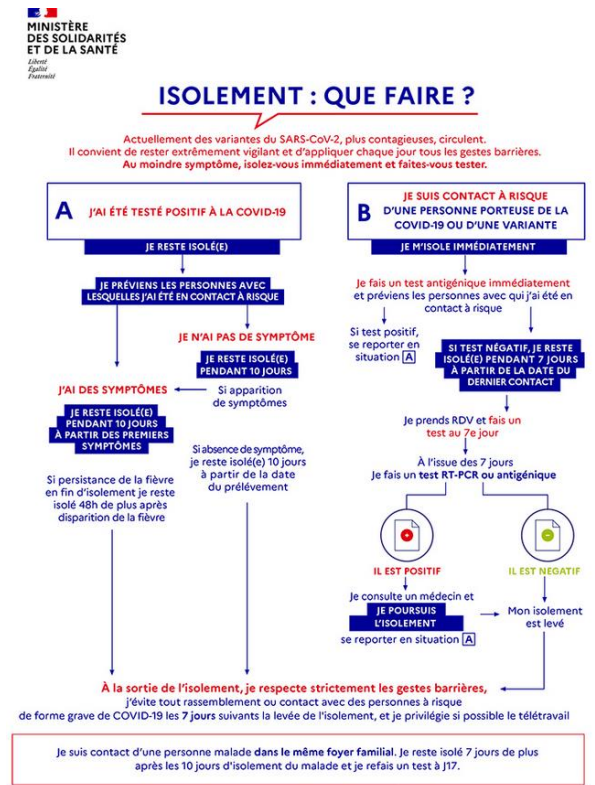 MINISTÈRE
DES SOLIDARITÉS
ET DE LA SANTÉ
Liberté
Égalité
Fraternité
ISOLEMENT : QUE FAIRE ?
Actuellement des variantes du SARS-CoV-2, plus contagieuses, circulent.
Il convient de rester extrêmement vigilant et d'appliquer chaque jour tous les gestes barrières.
Au moindre symptôme, isolez-vous immédiatement et faites-vous tester.
A
J'AI ÉTÉ TESTÉ POSITIF À LA COVID-19
JE RESTE ISOLÉ(E)
JE PRÉVIENS LES PERSONNES AVEC
LESQUELLES J'AI ÉTÉ EN CONTACT À RISQUE
JE N'AI PAS DE SYMPTÔME
JE RESTE ISOLÉ(E)
PENDANT 10 JOURS
Si apparition
de symptômes
J'AI DES SYMPTÔMES
JE RESTE ISOLÉ(E)
PENDANT 10 JOURS
À PARTIR DES PREMIERS
SYMPTÔMES
Si persistance de la fièvre
en fin d'isolement je reste
isolé 48h de plus après
disparition de la fièvre
Si absence de symptôme,
je reste isolé(e) 10 jours
à partir de la date
du prélévement
B
JE SUIS CONTACT À RISQUE
D'UNE PERSONNE PORTEUSE DE LA
COVID-19 OU D'UNE VARIANTE
JE M'ISOLE IMMÉDIATEMENT
Je fais un test antigénique immédiatement
et préviens les personnes avec qui j'ai été en
contact à risque
Si test positif,
se reporter en
situation A
SI TEST NÉGATIF, JE RESTE
ISOLÉ(E) PENDANT 7 JOURS
À PARTIR DE LA DATE DU
DERNIER CONTACT
Je prends RDV et fais un
test au 7e jour
À l'issue des 7 jours
Je fais un test RT-PCR ou antigénique
IL EST POSITIF
IL EST NÉGATIF
Je consulte un médecin et
JE POURSUIS
L'ISOLEMENT
se reporter en situation A
Mon isolement
est levé
À la sortie de l'isolement, je respecte strictement les gestes barrières,
j'évite tout rassemblement ou contact avec des personnes à risque
de forme grave de COVID-19 les 7 jours suivants la levée de l'isolement, et je privilégie si possible le télétravail
Je suis contact d'une personne malade dans le même foyer familial. Je reste isolé 7 jours de plus
après les 10 jours d'isolement du malade et je refais un test à J17.